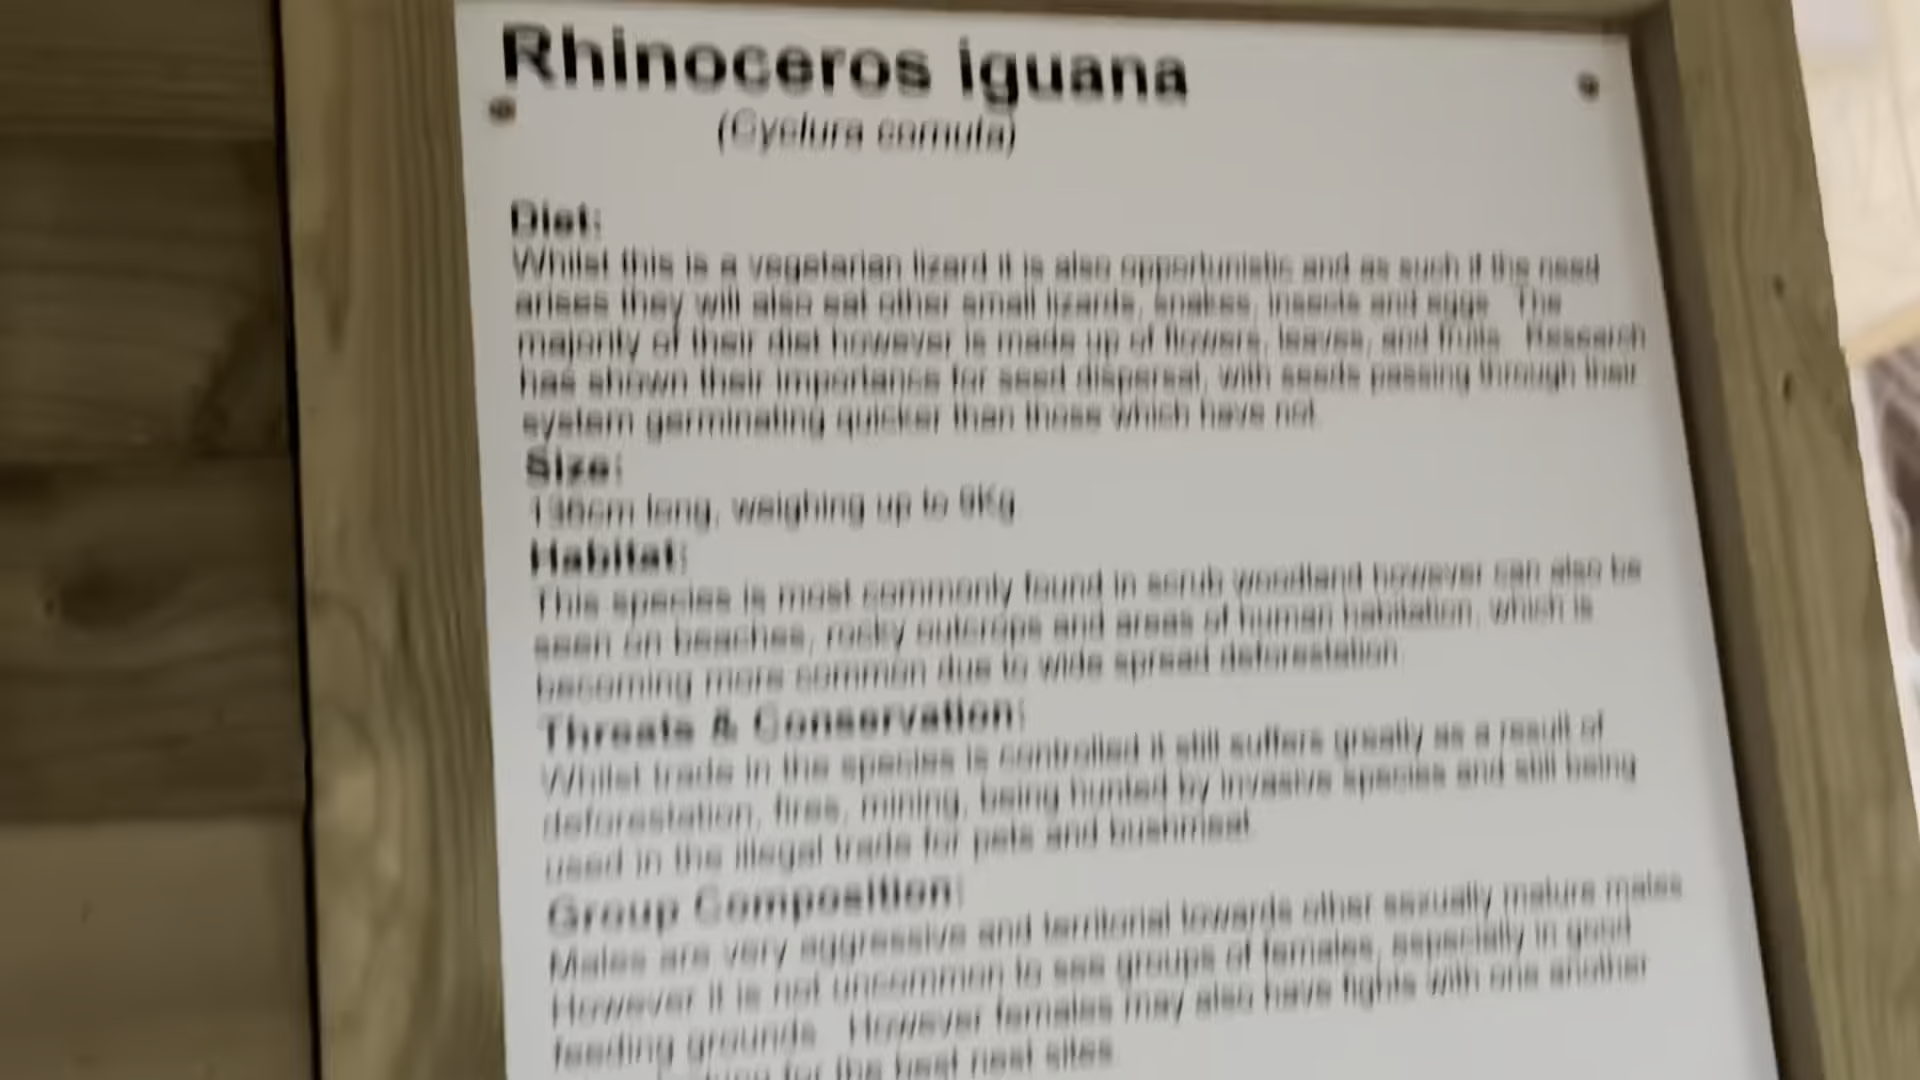 Rhinoceros iguana
(Cyclura cornuta)
Diet:
Whilst this is a vegetarian lizard it is also opportunistic and as such if the need
arises they will also eat other small lizards, snakes, insects and eggs. The
majority of their diet however is made up of flowers, leaves, and fruits. Research
has shown their importance for seed dispersal, with seeds passing through their
system germinating quicker than those which have not.
Size:
long, weighing up to
Habitat:
This species is most commonly found in scrub woodland however can also be
seen on beaches, rocky outcrops and areas of human habitation, which is
becoming more common due to wide spread deforestation.
Threats & Conservation:
Whilst trade in the species is controlled it still suffers greatly as a result of
deforestation, fires, mining, being hunted by invasive species and still being
used in the illegal trade for pets and bushmeat.
Group Composition:
Males are very aggressive and territorial towards other sexually mature males.
However it is not uncommon to see groups of females, especially in good
feeding grounds. However females may also have fights with one another
for the best nest sites.